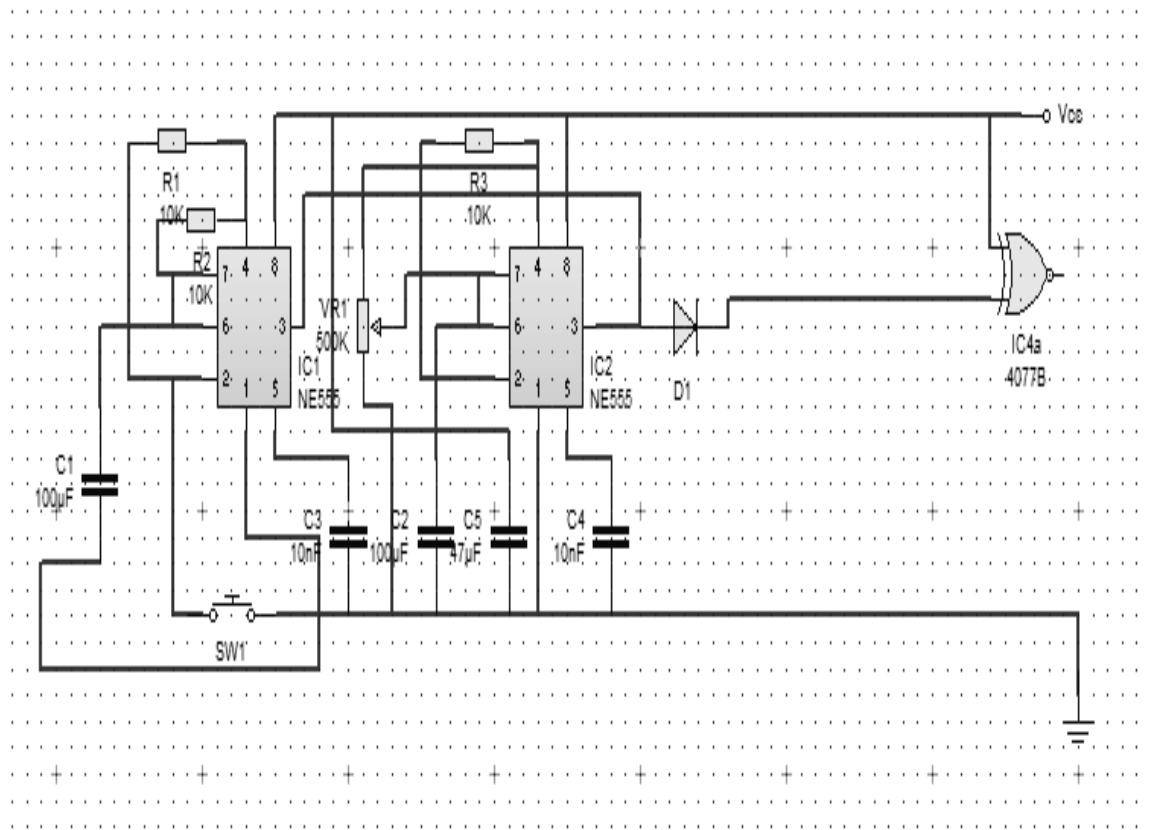 Vcc
R1
10K
R2
10K
R3
10K
7 4 8
6 3
2 1 5
IC1
NE555
VR1
500K
7 4 8
6 3
2 1 5
IC2
NE555
D1
IC4a
4077B
C1
100µF
C3
10nF
C2
100uF
C5
47µF
C4
10nF
SW1